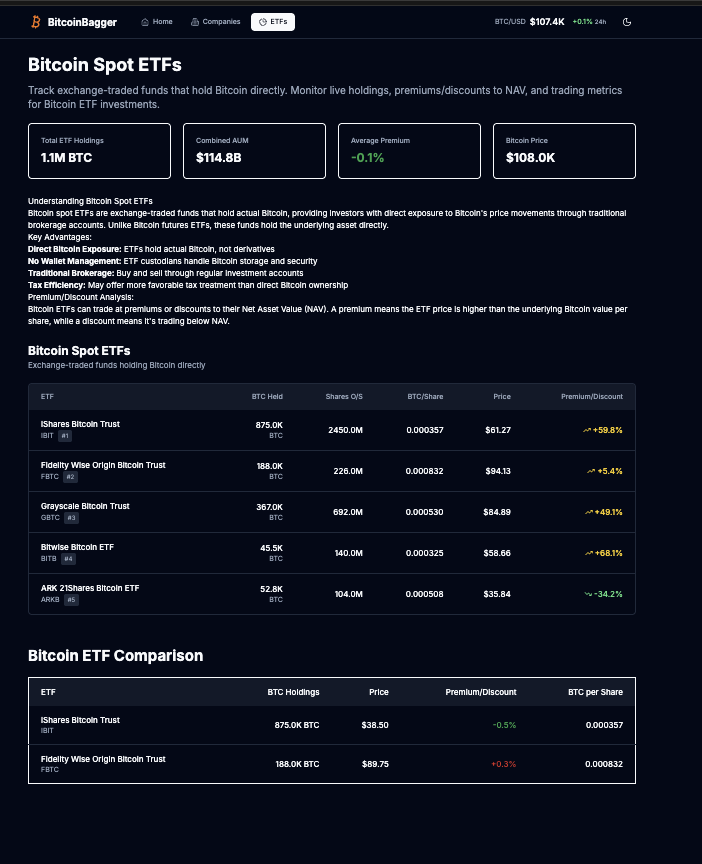 BitcoinBagger Home Companies ETFs BTC/USD $107.4K +0.1% 24h
Bitcoin Spot ETFs
Track exchange-traded funds that hold Bitcoin directly. Monitor live holdings, premiums/discounts to NAV, and trading metrics
for Bitcoin ETF investments.
Total ETF Holdings Combined AUM Average Premium Bitcoin Price
1.1M BTC $114.8B -0.1% $108.0K
Understanding Bitcoin Spot ETFs
Bitcoin spot ETFs are exchange-traded funds that hold actual Bitcoin, providing investors with direct exposure to Bitcoin's price movements through traditional
brokerage accounts. Unlike Bitcoin futures ETFs, these funds hold the underlying asset directly.
Key Advantages:
Direct Bitcoin Exposure: ETFs hold actual Bitcoin, not derivatives
No Wallet Management: ETF custodians handle Bitcoin storage and security
Traditional Brokerage: Buy and sell through regular investment accounts
Tax Efficiency: May offer more favorable tax treatment than direct Bitcoin ownership
Premium/Discount Analysis:
Bitcoin ETFs can trade at premiums or discounts to their Net Asset Value (NAV). A premium means the ETF price is higher than the underlying Bitcoin value per
share, while a discount means it's trading below NAV.
Bitcoin Spot ETFs
Exchange-traded funds holding Bitcoin directly
ETF BTC Held Shares O/S BTC/Share Price Premium/Discount
iShares Bitcoin Trust 875.0K 2450.0M 0.000357 $61.27 +59.8%
IBIT #1 BTC
Fidelity Wise Origin Bitcoin Trust 188.0K 226.0M 0.000832 $94.13 +5.4%
FBTC #2 BTC
Grayscale Bitcoin Trust 367.0K 692.0M 0.000530 $84.89 +49.1%
GBTC #3 BTC
Bitwise Bitcoin ETF 45.5K 140.0M 0.000325 $58.66 +68.1%
BITB #4 BTC
ARK 21Shares Bitcoin ETF 52.8K 104.0M 0.000508 $35.84 -34.2%
ARKB #5 BTC
Bitcoin ETF Comparison
ETF BTC Holdings Price Premium/Discount BTC per Share
iShares Bitcoin Trust 875.0K BTC $38.50 -0.5% 0.000357
IBIT
Fidelity Wise Origin Bitcoin Trust 188.0K BTC $89.75 +0.3% 0.000832
FBTC